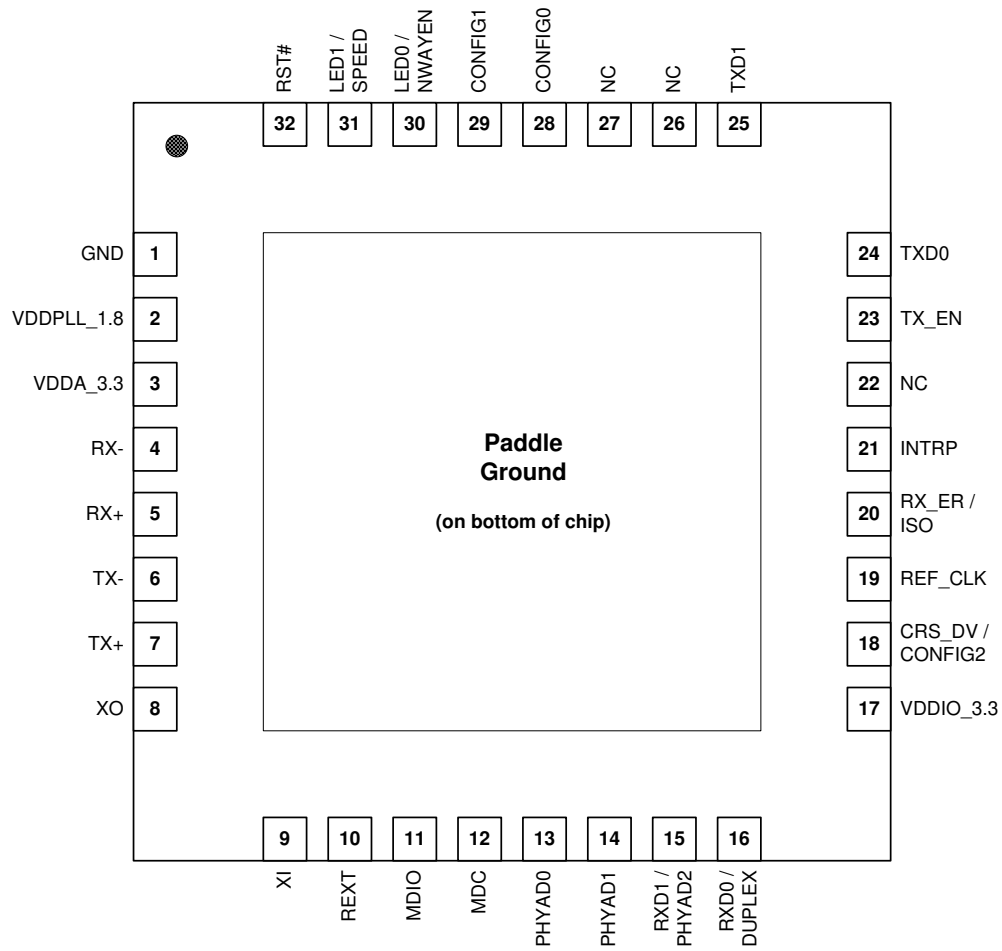 RST#
LED1 /
SPEED
LED0 /
NWAYEN
CONFIG1
CONFIG0
NC
NC
TXD1
32
31
30
29
28
27
26
25
GND 1
VDDPLL_1.8 2
VDDA_3.3 3
RX- 4
RX+ 5
TX- 6
TX+ 7
XO 8
Paddle
Ground
(on bottom of chip)
24 TXD0
23 TX_EN
22 NC
21 INTRP
20 RX_ER /
ISO
19 REF_CLK
18 CRS_DV /
CONFIG2
17 VDDIO_3.3
9
10
11
12
13
14
15
16
XI
REXT
MDIO
MDC
PHYAD0
PHYAD1
RXD1 /
PHYAD2
RXD0 /
DUPLEX